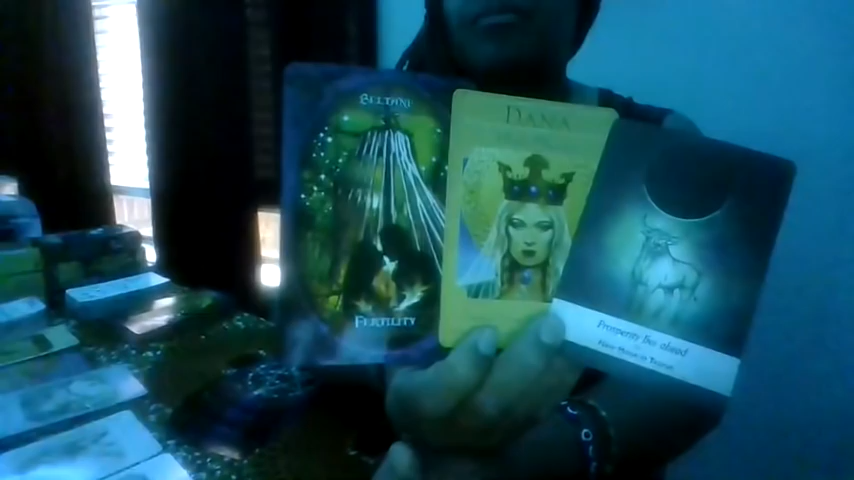 BELTANE
FERTILITY
DANA
Prosperity lies ahead
New Moon in Taurus